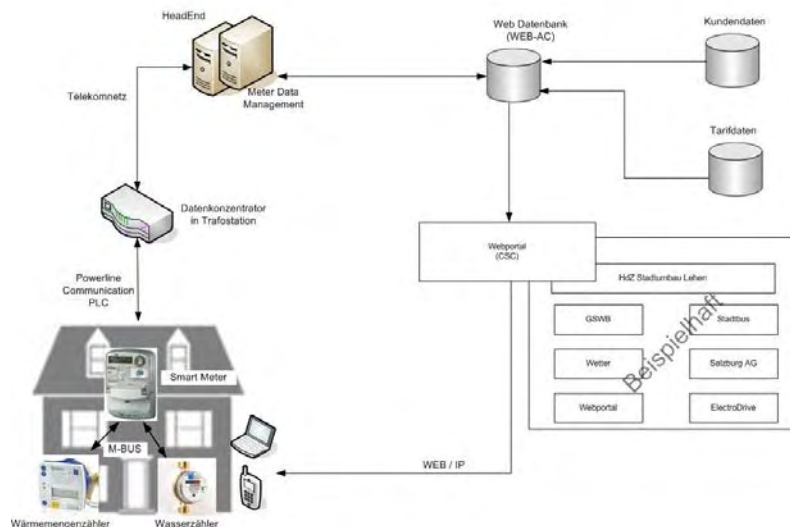 HeadEnd
Web Datenbank
(WEB-AC)
Kundendaten
Telekomnetz
Meter Data
Management
Tarifdaten
Datenkonzentrator
in Trafostation
Webportal
(CSC)
HdZ Stadtumbau Lehen
Powerline
Communication
PLC
GSWB
Stadtbus
Beispielhaft
Smart Meter
Wetter
Salzburg AG
Webportal
ElectroDrive
M-BUS
WEB / IP
Wärmemengenzähler
Wasserzähler